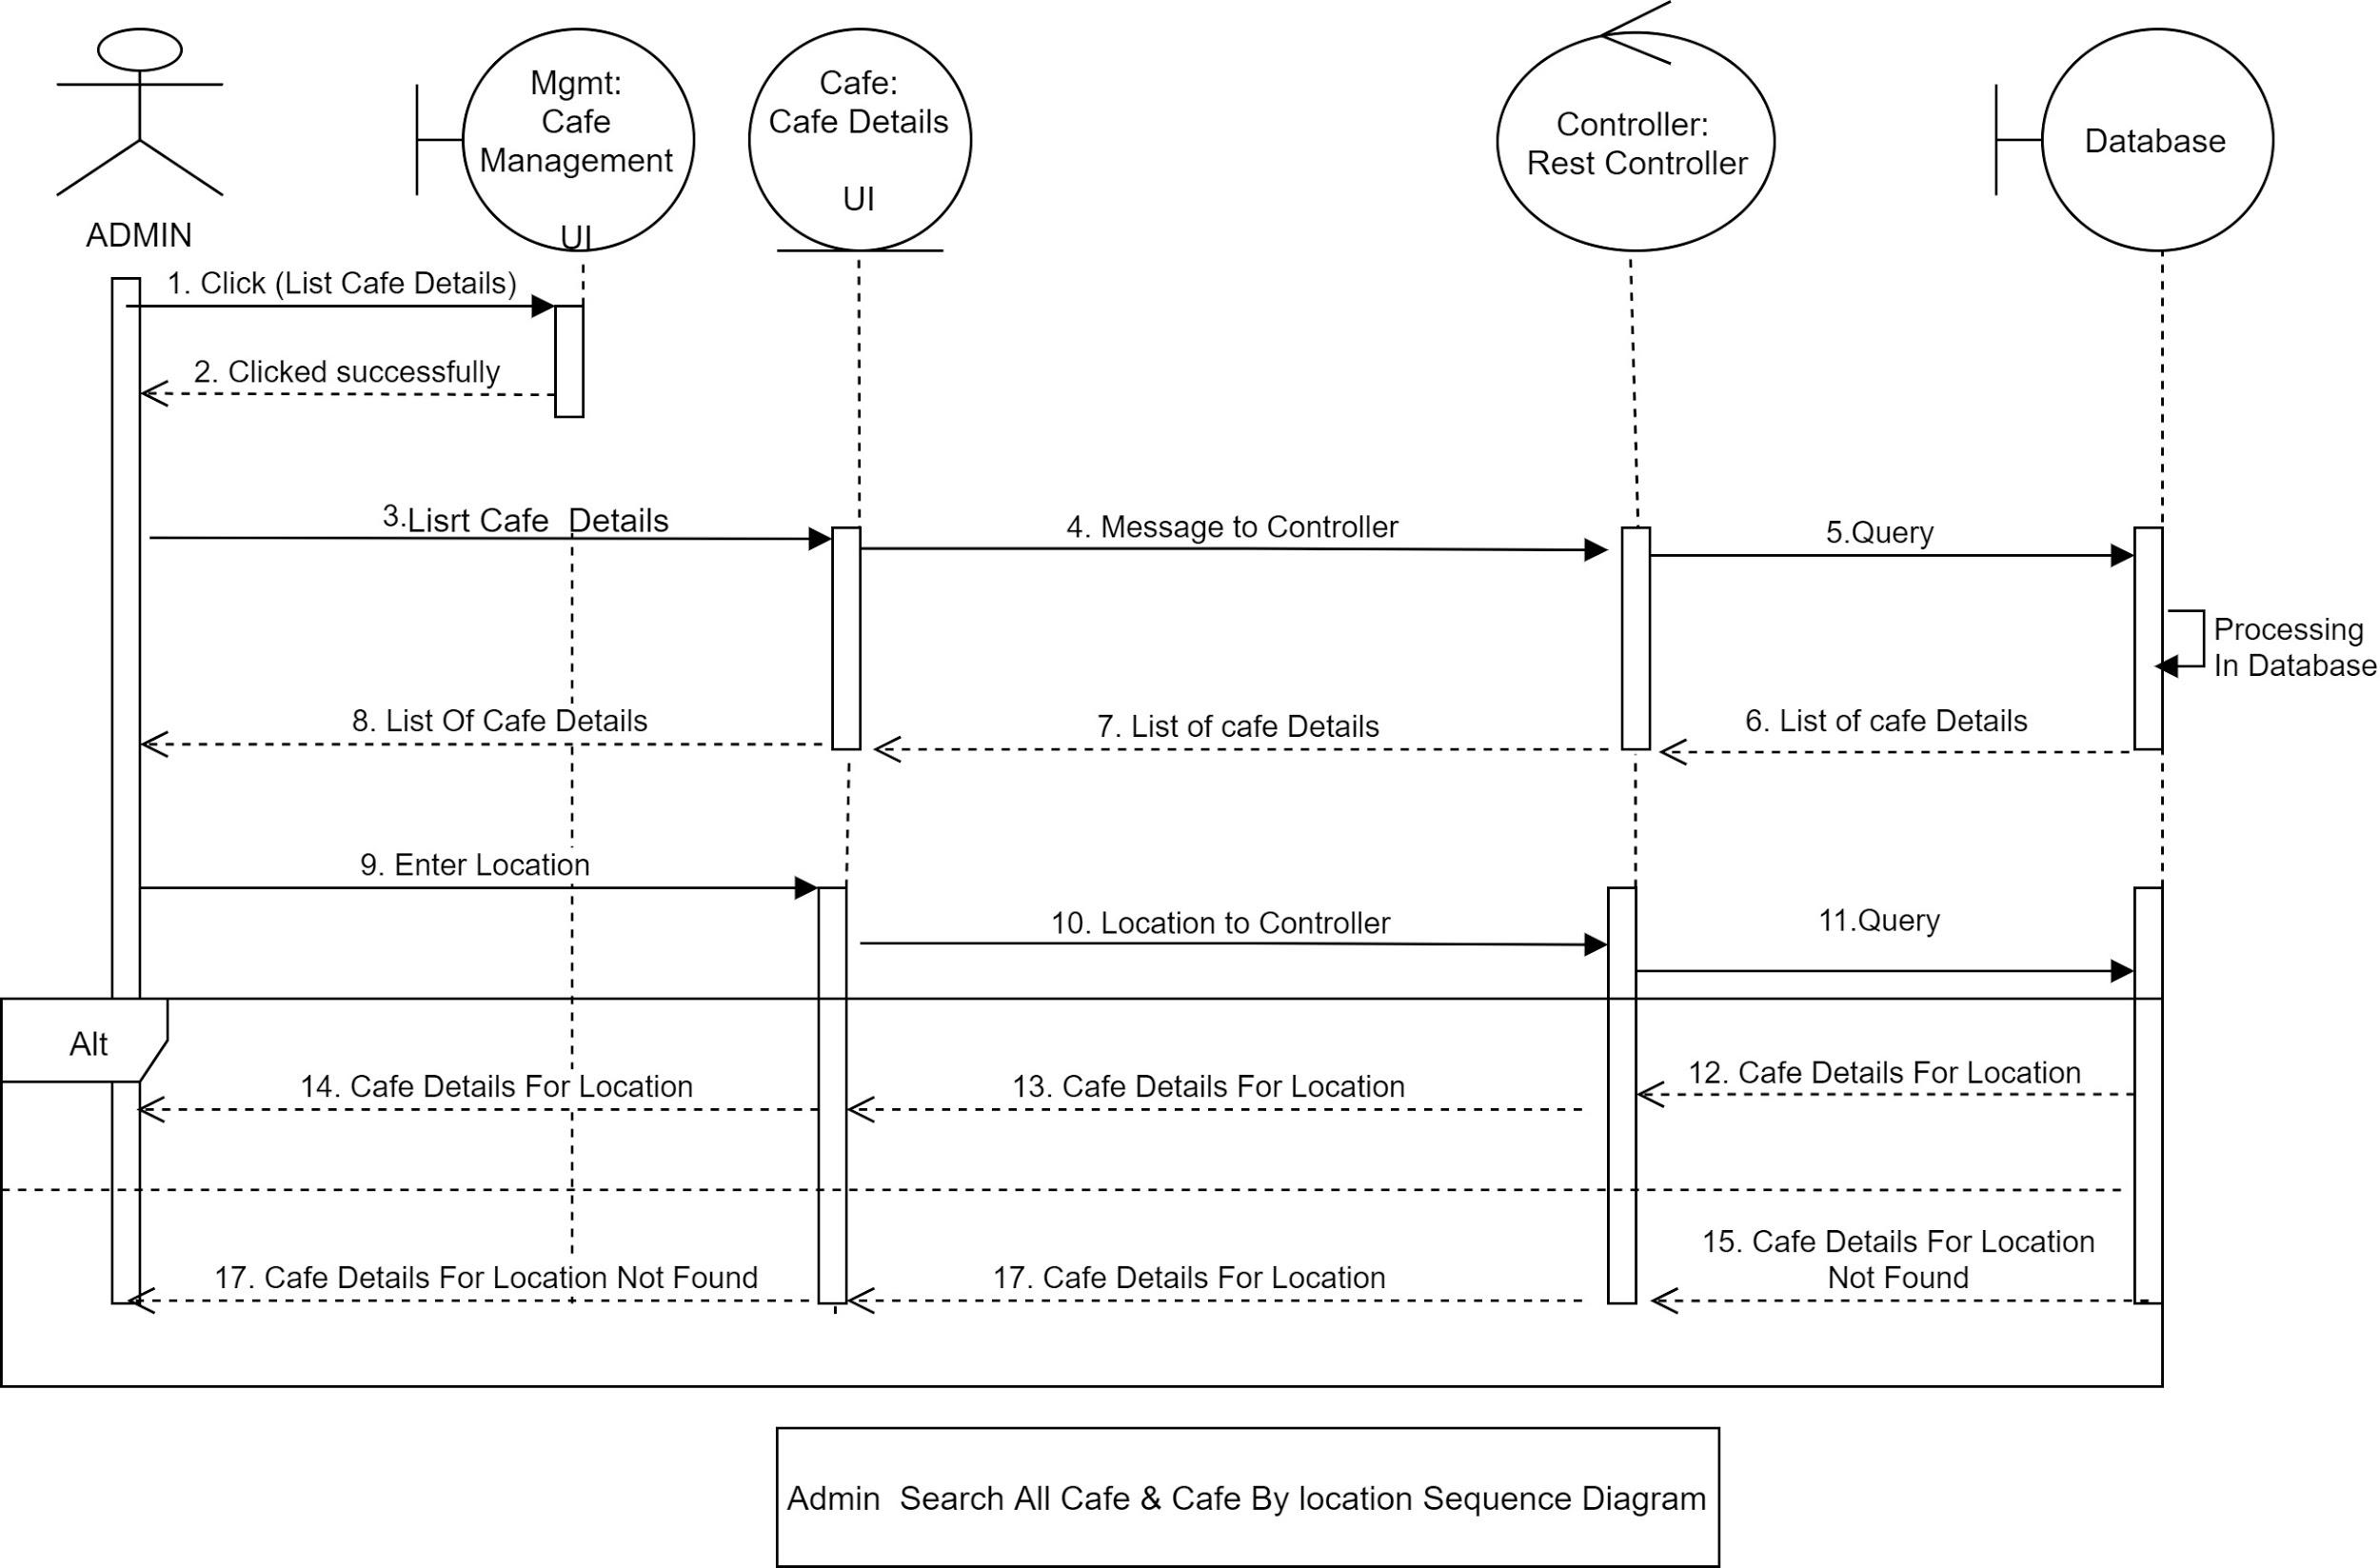 Mgmt:
Cafe
Management
UI
Cafe:
Cafe Details
UI
Controller:
Rest Controller
Database
ADMIN
1. Click (List Cafe Details)
2. Clicked successfully
3.Lisrt Cafe  Details
4. Message to Controller
5.Query
Processing
In Database
8. List Of Cafe Details
7. List of cafe Details
6. List of cafe Details
9. Enter Location
10. Location to Controller
11.Query
Alt
14. Cafe Details For Location
13. Cafe Details For Location
12. Cafe Details For Location
17. Cafe Details For Location Not Found
17. Cafe Details For Location
15. Cafe Details For Location
Not Found
Admin  Search All Cafe & Cafe By location Sequence Diagram